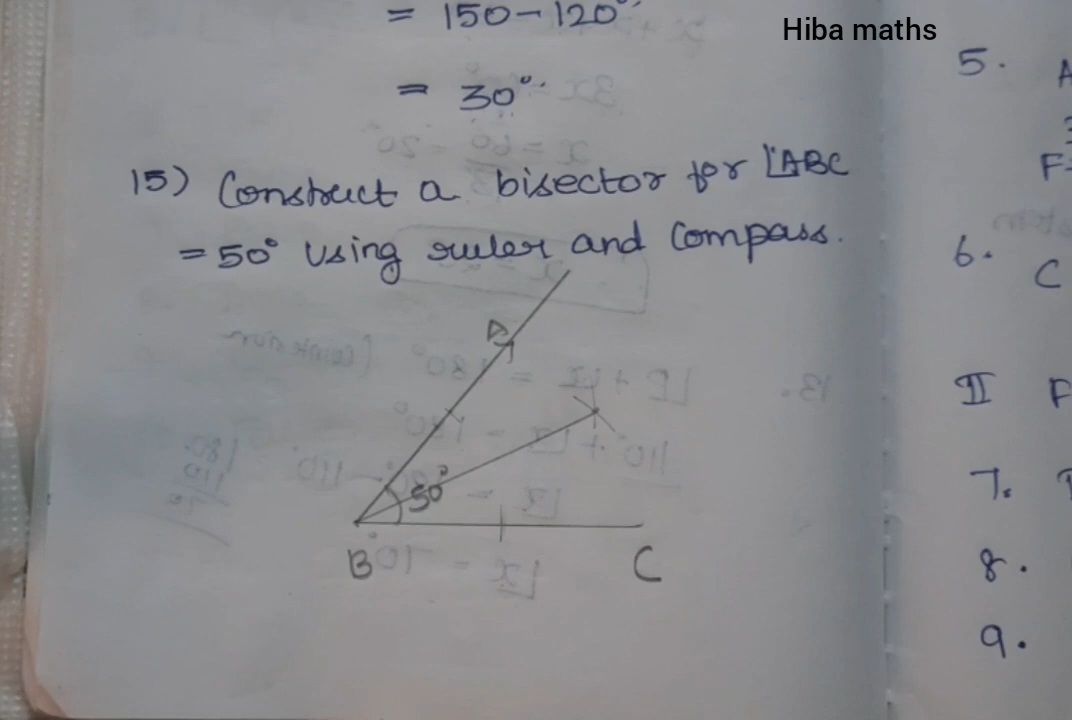 = 150-120°
Hiba maths
= 30°.
15) Construct a bisector for ∠ABC
= 50° Using ruler and Compass.
A
50°
B
C
5.
A
F
6.
C
II
F
7.
8.
9.